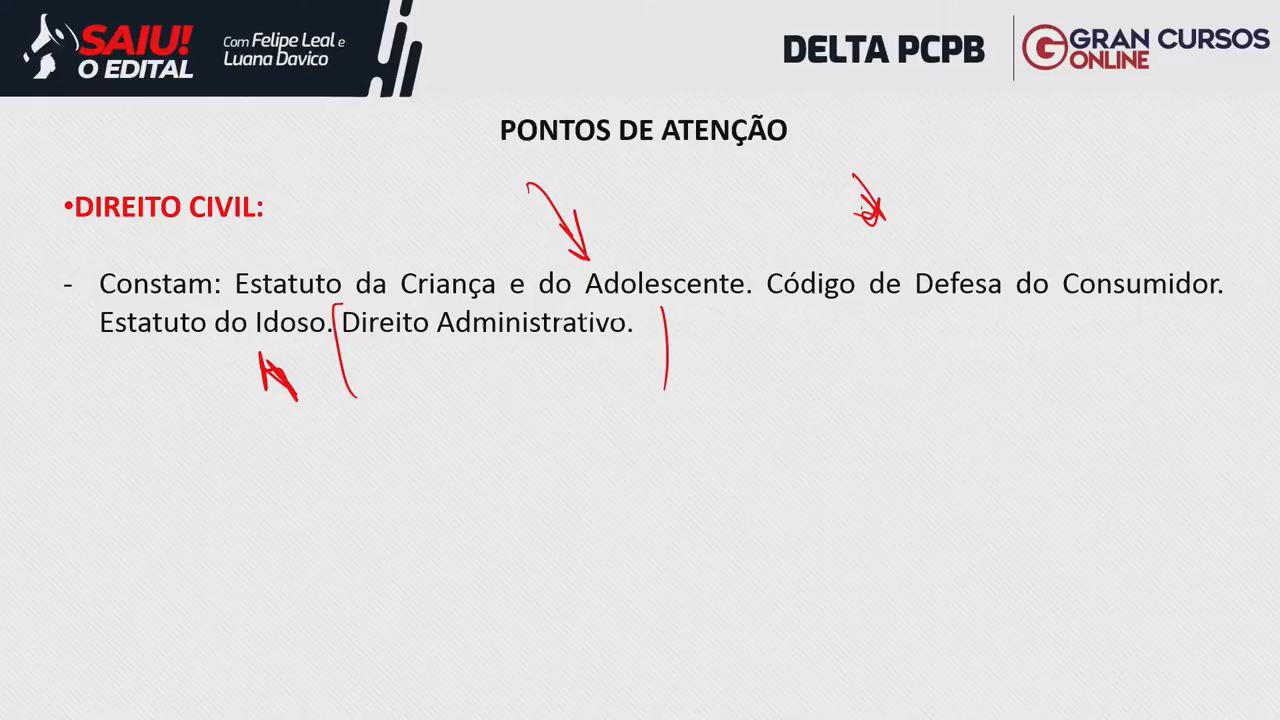 SAIU!
O EDITAL
Com Felipe Leal e
Luana Davico
DELTA PCPB
GRAN CURSOS
ONLINE
PONTOS DE ATENÇÃO
•DIREITO CIVIL:
- Constam: Estatuto da Criança e do Adolescente. Código de Defesa do Consumidor.
Estatuto do Idoso. Direito Administrativo.